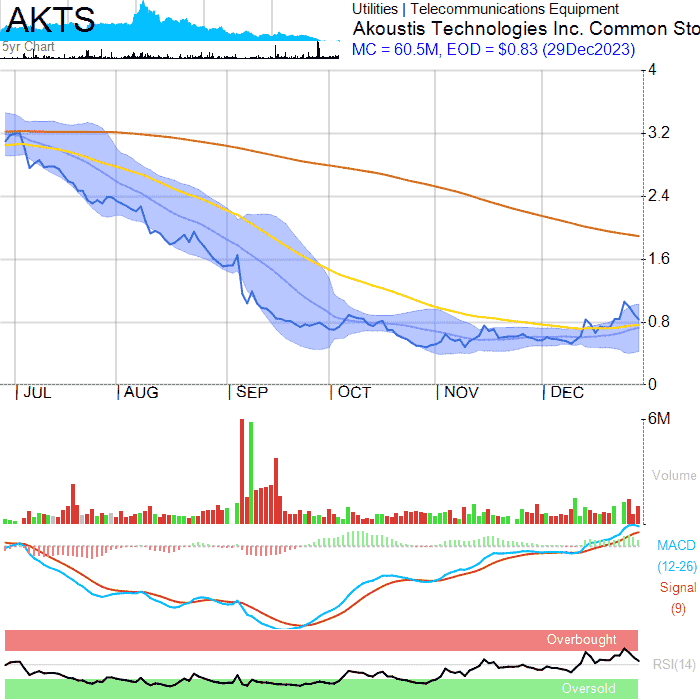 AKTS
5yr Chart
Utilities | Telecommunications Equipment
Akoustis Technologies Inc. Common Sto
MC = 60.5M, EOD = $0.83 (29Dec2023)
4
3.2
2.4
1.6
0.8
0
JUL AUG SEP OCT NOV DEC
6M
Volume
MACD
(12-26)
Signal
(9)
Overbought
RSI(14)
Oversold